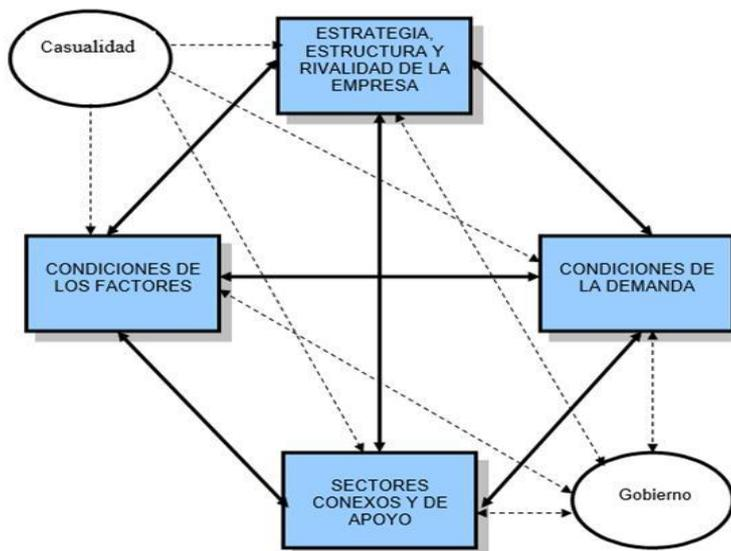 Casualidad
ESTRATEGIA,
ESTRUCTURA Y
RIVALIDAD DE LA
EMPRESA
CONDICIONES DE
LOS FACTORES
CONDICIONES DE
LA DEMANDA
SECTORES
CONEXOS Y DE
APOYO
Gobierno